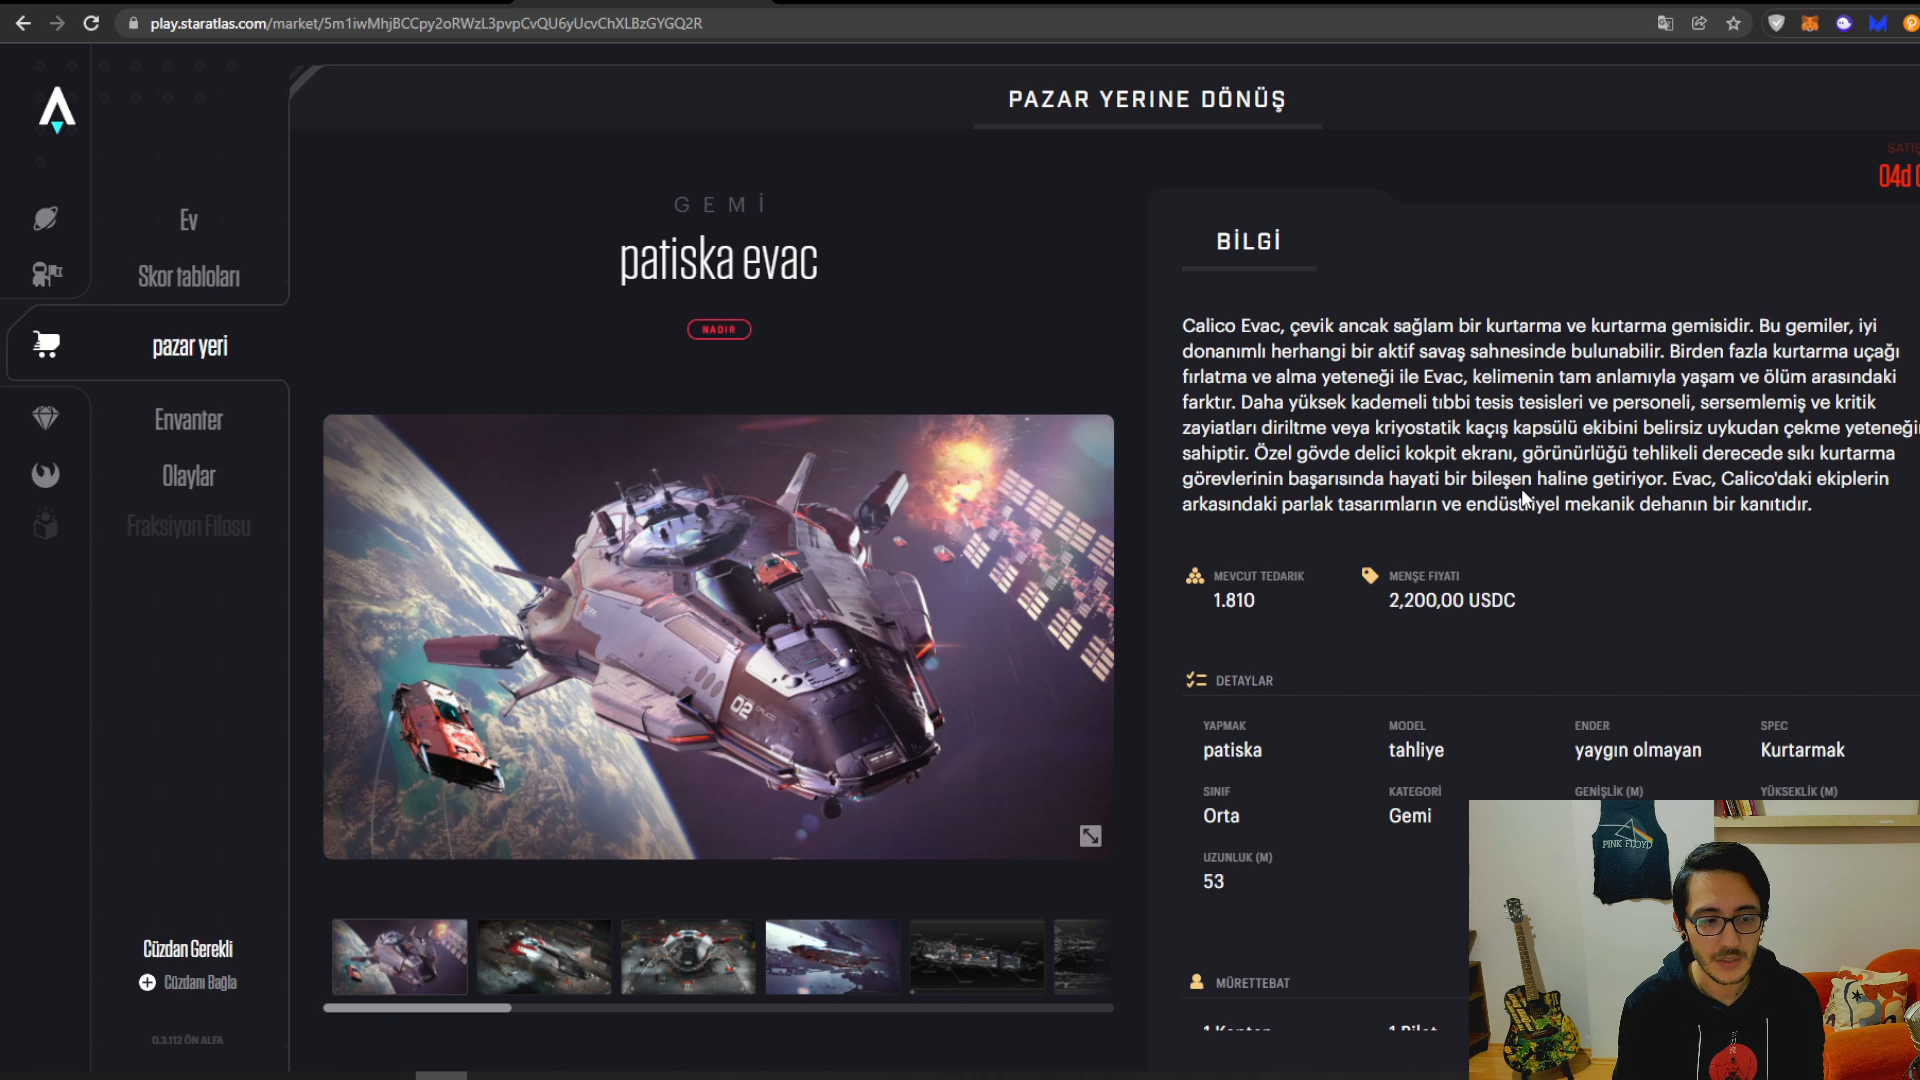 play.staratlas.com/market/5m1iwMhjBCCpy2oRWzL3pvpCvQU6yUcvChXLBzGYGQ2R
PAZAR YERINE DÖNÜŞ
SATIŞ
04d
Ev
Skor tabloları
pazar yeri
Envanter
Olaylar
Fraksiyon Filosu
Cüzdan Gerekli
Cüzdanı Bağla
0.3.112 ÖN ALFA
GEMİ
patiska evac
NADIR
02 CALICO
BİLGİ
Calico Evac, çevik ancak sağlam bir kurtarma ve kurtarma gemisidir. Bu gemiler, iyi
donanımlı herhangi bir aktif savaş sahnesinde bulunabilir. Birden fazla kurtarma uçağı
fırlatma ve alma yeteneği ile Evac, kelimenin tam anlamıyla yaşam ve ölüm arasındaki
farktır. Daha yüksek kademeli tıbbi tesis tesisleri ve personeli, sersemlemiş ve kritik
zayiatları diriltme veya kriyostatik kaçış kapsülü ekibini belirsiz uykudan çekme yeteneğin
sahiptir. Özel gövde delici kokpit ekranı, görünürlüğü tehlikeli derecede sıkı kurtarma
görevlerinin başarısında hayati bir bileşen haline getiriyor. Evac, Calico'daki ekiplerin
arkasındaki parlak tasarımların ve endüstriyel mekanik dehanın bir kanıtıdır.
MEVCUT TEDARIK
1.810
MENŞE FIYATI
2,200,00 USDC
DETAYLAR
YAPMAK
patiska
MODEL
tahliye
ENDER
yaygın olmayan
SPEC
Kurtarmak
SINIF
Orta
KATEGORİ
Gemi
GENİŞLİK (M)
YÜKSEKLİK (M)
UZUNLUK (M)
53
MÜRETTEBAT
1 Kaptan
1 Pilot
PINK FLOYD